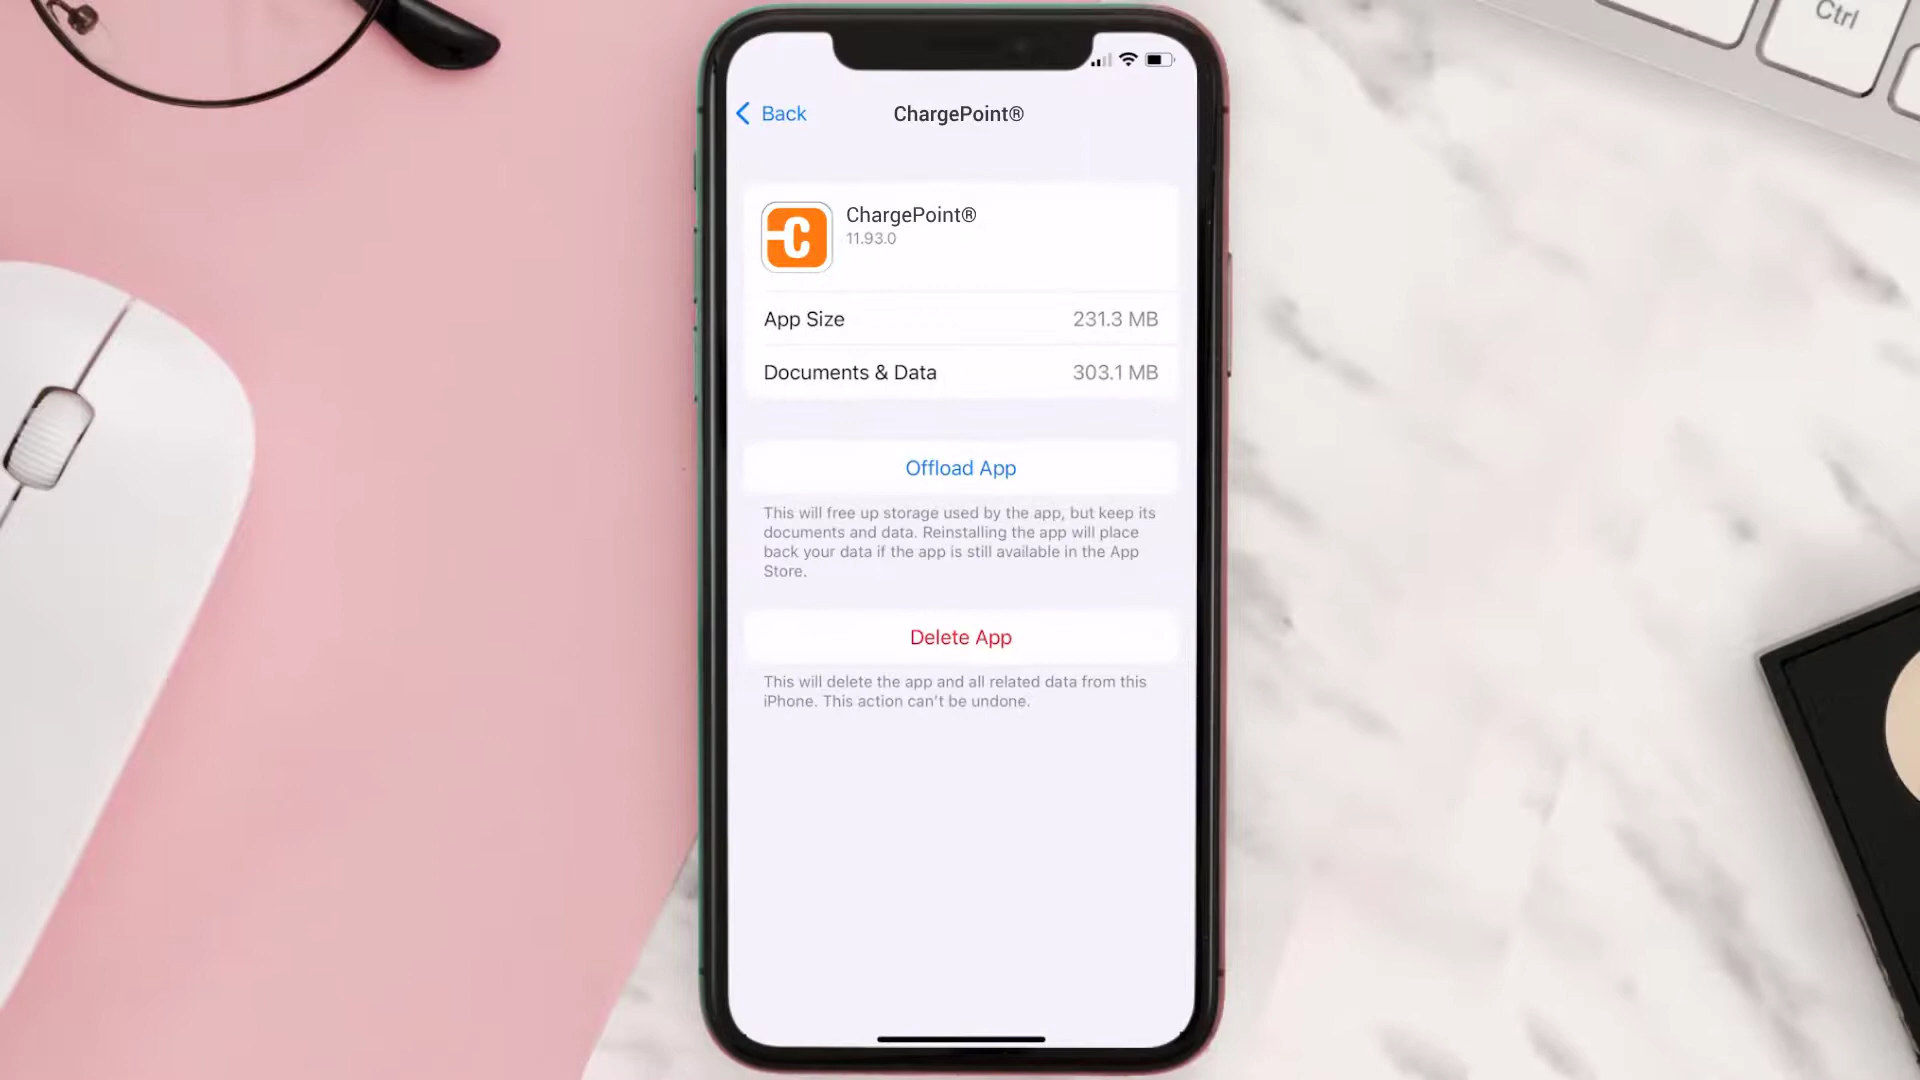 Ctrl
Back
ChargePoint®
ChargePoint®
11.93.0
App Size
231.3 MB
Documents & Data
303.1 MB
Offload App
This will free up storage used by the app, but keep its
documents and data. Reinstalling the app will place
back your data if the app is still available in the App
Store.
Delete App
This will delete the app and all related data from this
iPhone. This action can't be undone.